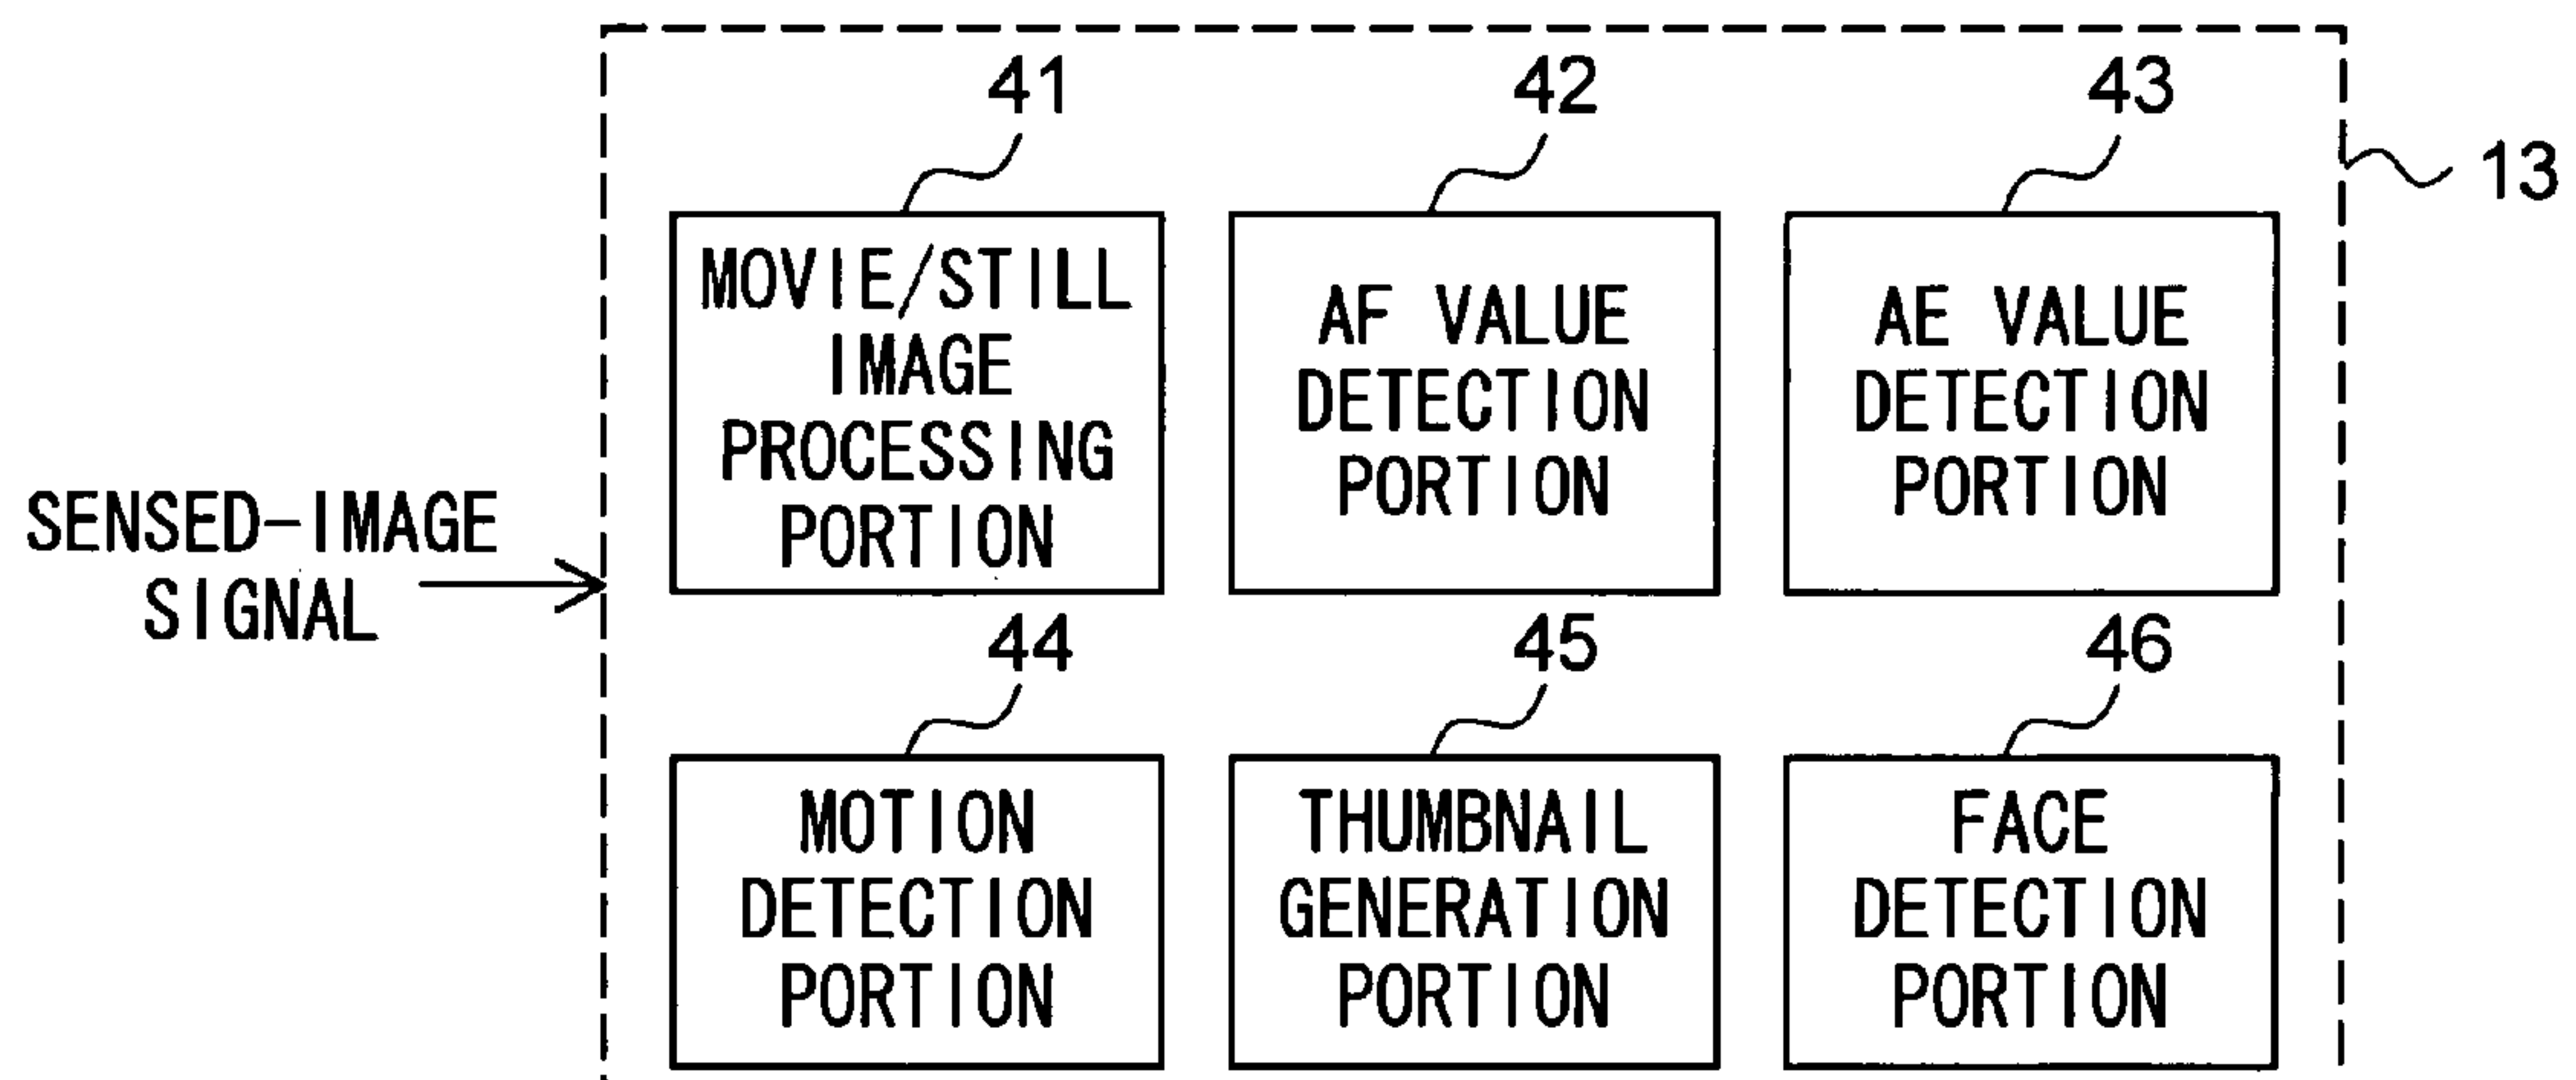 41
42
43
13
MOVIE/STILL
IMAGE
PROCESSING
PORTION
AF VALUE
DETECTION
PORTION
AE VALUE
DETECTION
PORTION
SENSED-IMAGE
SIGNAL
44
45
46
MOTION
DETECTION
PORTION
THUMBNAIL
GENERATION
PORTION
FACE
DETECTION
PORTION